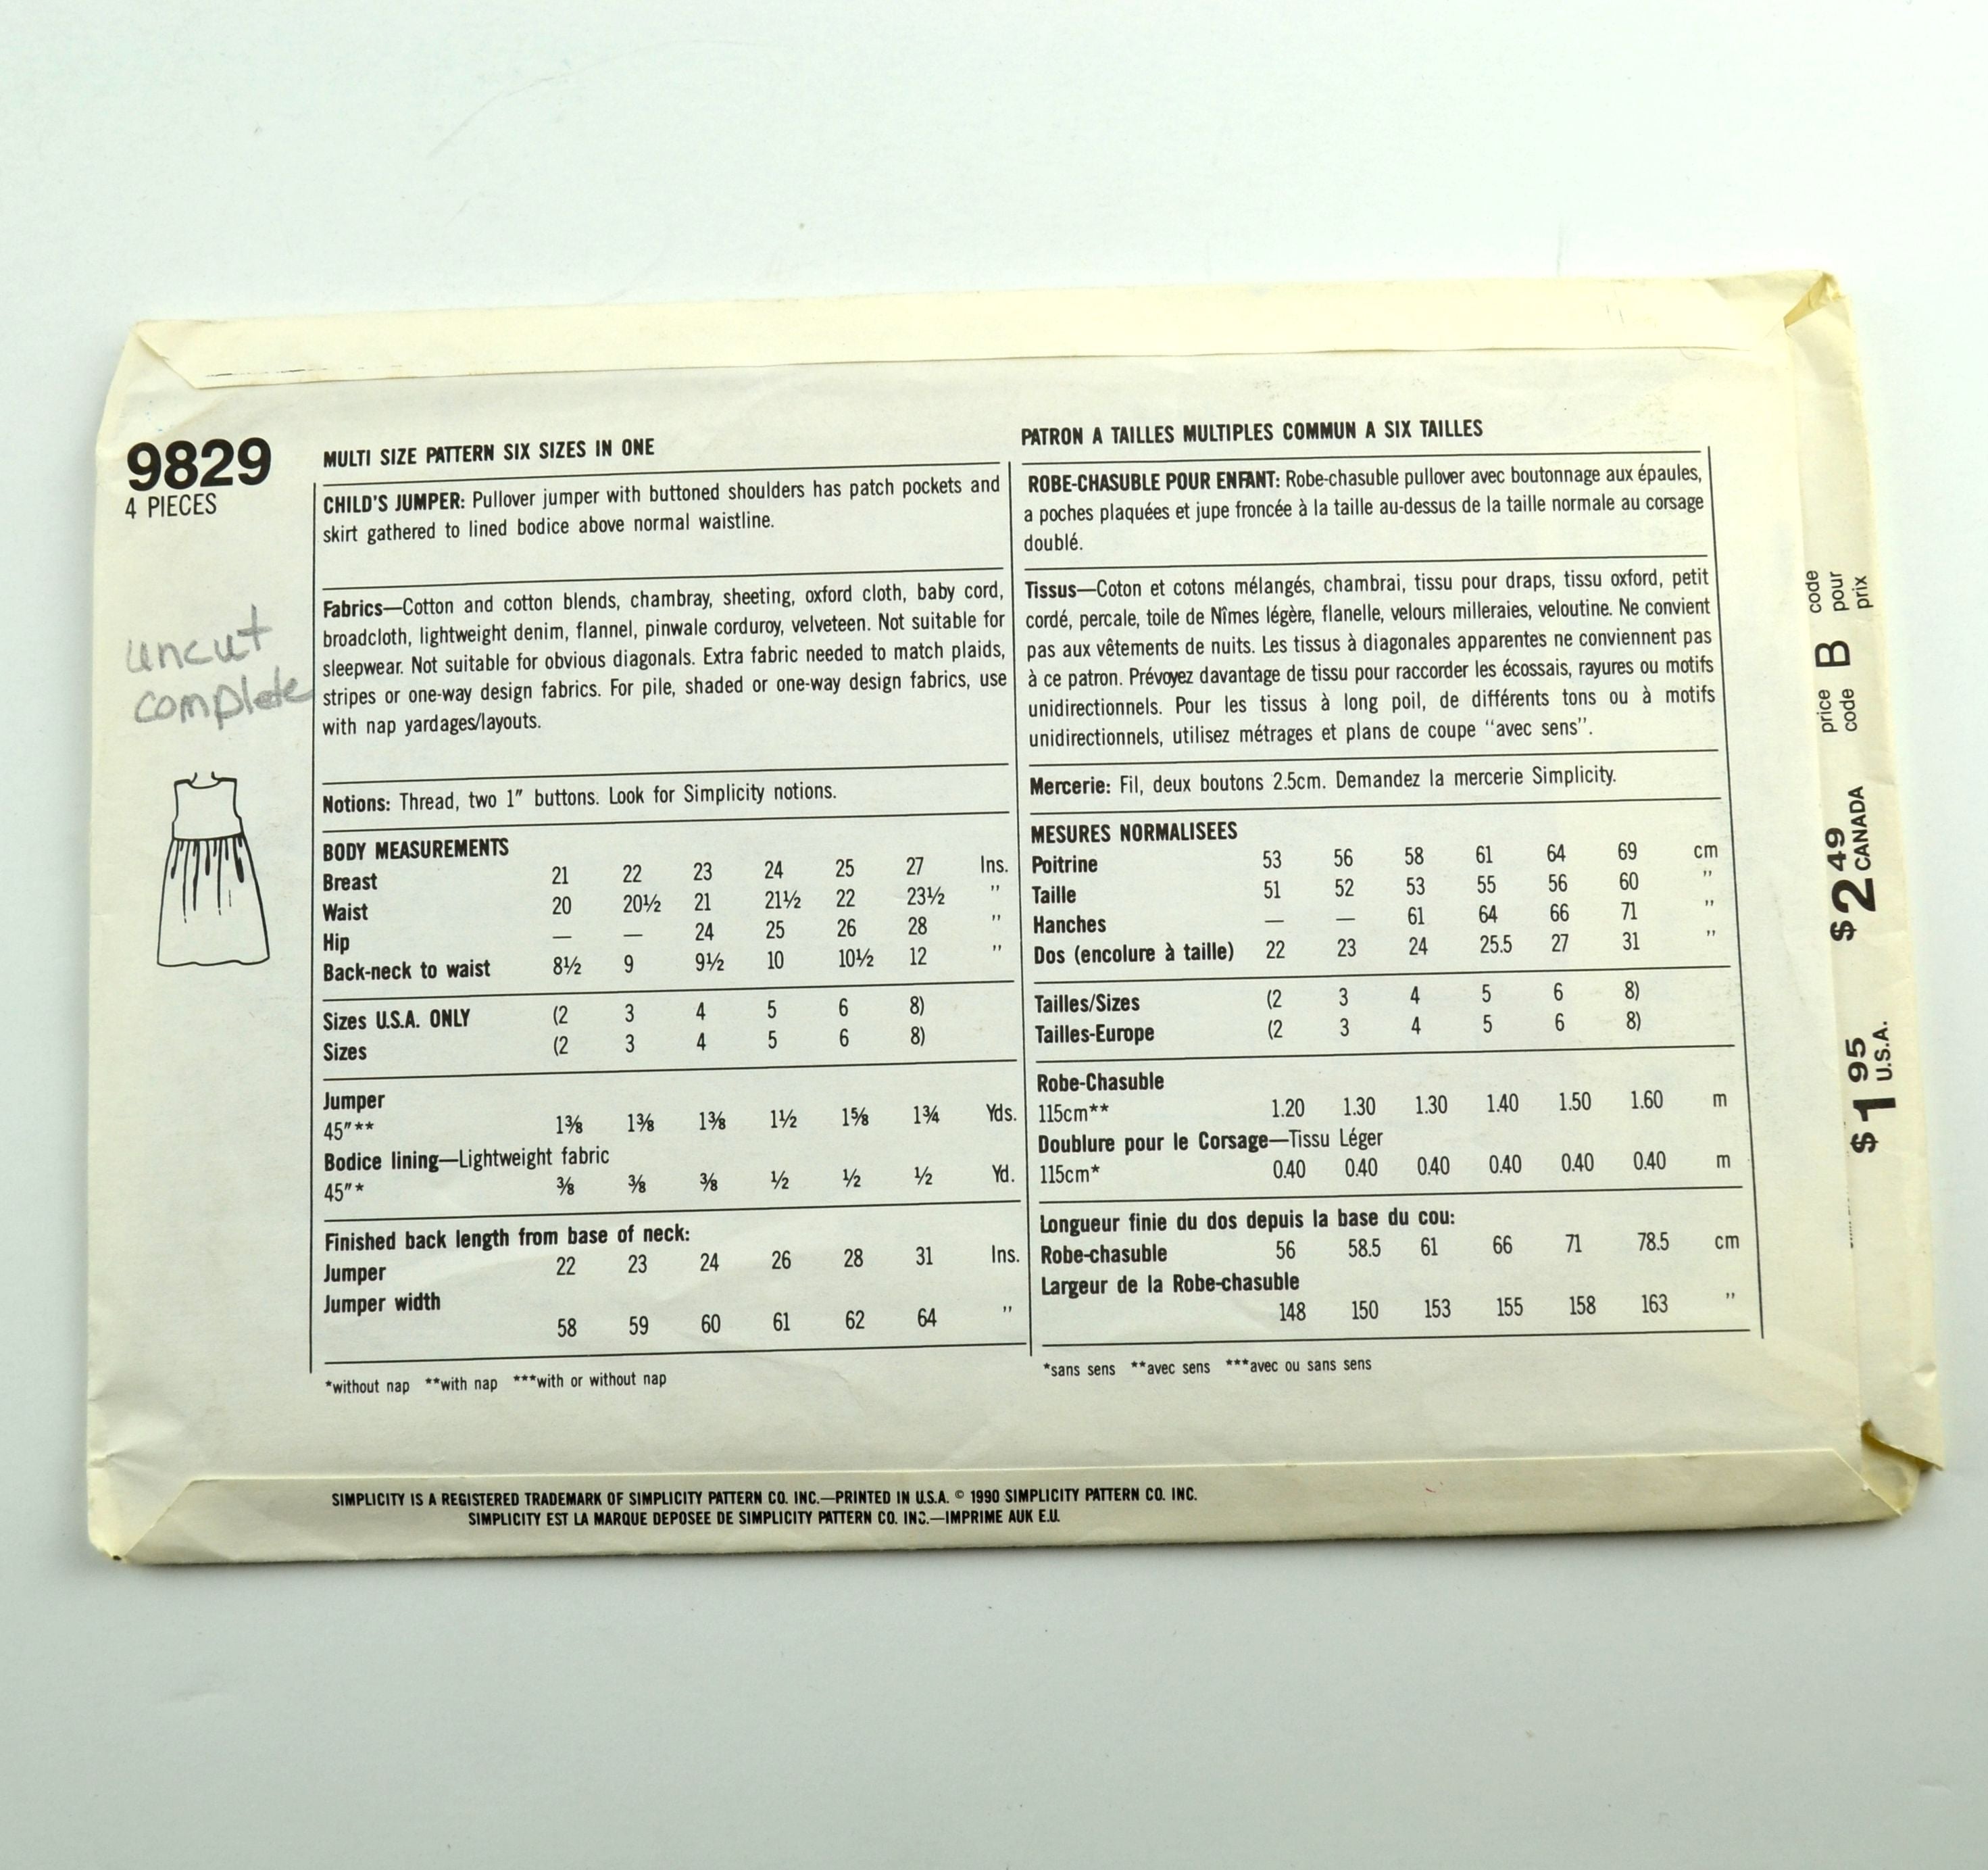 9829
4 PIECES
uncut
complete
MULTI SIZE PATTERN SIX SIZES IN ONE
CHILD'S JUMPER: Pullover jumper with buttoned shoulders has patch pockets and
skirt gathered to lined bodice above normal waistline.
Fabrics—Cotton and cotton blends, chambray, sheeting, oxford cloth, baby cord,
broadcloth, lightweight denim, flannel, pinwale corduroy, velveteen. Not suitable for
sleepwear. Not suitable for obvious diagonals. Extra fabric needed to match plaids,
stripes or one-way design fabrics. For pile, shaded or one-way design fabrics, use
with nap yardages/layouts.
Notions: Thread, two 1″ buttons. Look for Simplicity notions.
BODY MEASUREMENTS
Breast 21 22 23 24 25 27 Ins.
Waist 20 20½ 21 21½ 22 23½ ″
Hip — — 24 25 26 28 ″
Back-neck to waist 8½ 9 9½ 10 10½ 12 ″
Sizes U.S.A. ONLY (2 3 4 5 6 8)
Sizes (2 3 4 5 6 8)
Jumper
45″** 1⅜ 1⅜ 1⅜ 1½ 1⅝ 1¾ Yds.
Bodice lining—Lightweight fabric
45″* ⅜ ⅜ ⅜ ½ ½ ½ Yd.
Finished back length from base of neck:
Jumper 22 23 24 26 28 31 Ins.
Jumper width
58 59 60 61 62 64 ″
*without nap **with nap ***with or without nap
PATRON A TAILLES MULTIPLES COMMUN A SIX TAILLES
ROBE-CHASUBLE POUR ENFANT: Robe-chasuble pullover avec boutonnage aux épaules,
a poches plaquées et jupe froncée à la taille au-dessus de la taille normale au corsage
doublé.
Tissus—Coton et cotons mélangés, chambrai, tissu pour draps, tissu oxford, petit
cordé, percale, toile de Nîmes légère, flanelle, velours milleraies, veloutine. Ne convient
pas aux vêtements de nuits. Les tissus à diagonales apparentes ne conviennent pas
à ce patron. Prévoyez davantage de tissu pour raccorder les écossais, rayures ou motifs
unidirectionnels. Pour les tissus à long poil, de différents tons ou à motifs
unidirectionnels, utilisez métrages et plans de coupe “avec sens”.
Mercerie: Fil, deux boutons 2.5cm. Demandez la mercerie Simplicity.
MESURES NORMALISEES
Poitrine 53 56 58 61 64 69 cm
Taille 51 52 53 55 56 60 ″
Hanches — — 61 64 66 71 ″
Dos (encolure à taille) 22 23 24 25.5 27 31 ″
Tailles/Sizes (2 3 4 5 6 8)
Tailles-Europe (2 3 4 5 6 8)
Robe-Chasuble
115cm** 1.20 1.30 1.30 1.40 1.50 1.60 m
Doublure pour le Corsage—Tissu Léger
115cm* 0.40 0.40 0.40 0.40 0.40 0.40 m
Longueur finie du dos depuis la base du cou:
Robe-chasuble 56 58.5 61 66 71 78.5 cm
Largeur de la Robe-chasuble
148 150 153 155 158 163 ″
*sans sens **avec sens ***avec ou sans sens
$1.95 U.S.A. $2.49 CANADA price code B code pour prix
SIMPLICITY IS A REGISTERED TRADEMARK OF SIMPLICITY PATTERN CO. INC.—PRINTED IN U.S.A. © 1990 SIMPLICITY PATTERN CO. INC.
SIMPLICITY EST LA MARQUE DEPOSEE DE SIMPLICITY PATTERN CO. INC.—IMPRIME AUX E.U.